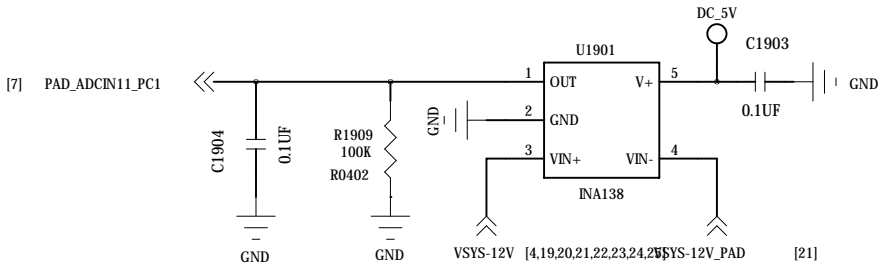 DC_5V
U1901
C1903
[7] PAD_ADCIN11_PC1
1 OUT V+ 5
GND
0.1UF
GND 2 GND
C1904 0.1UF
R1909
100K
R0402
3 VIN+ VIN- 4
INA138
GND
GND
VSYS-12V [4,19,20,21,22,23,24,25]
VSYS-12V_PAD [21]